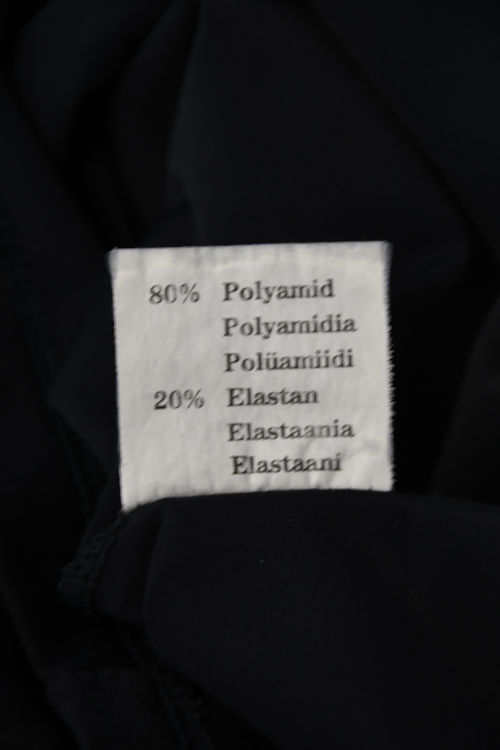 80% Polyamid
Polyamidia
Polüamiidi
20% Elastan
Elastaania
Elastaani